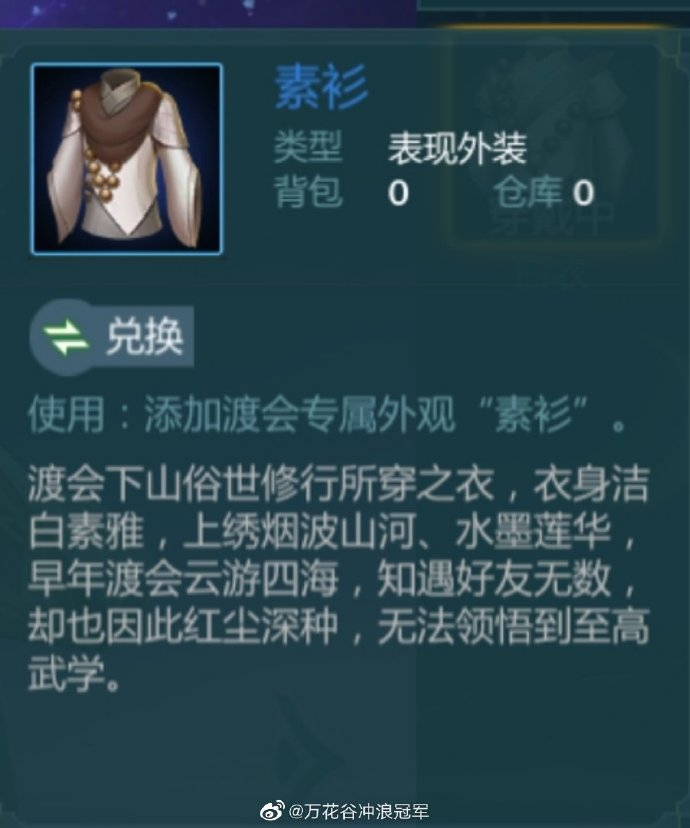 素衫
类型 表现外装
背包 0 仓库 0
穿戴中
兑换
使用：添加渡会专属外观“素衫”。
渡会下山俗世修行所穿之衣，衣身洁
白素雅，上绣烟波山河、水墨莲华，
早年渡会云游四海，知遇好友无数，
却也因此红尘深种，无法领悟到至高
武学。
@万花谷冲浪冠军